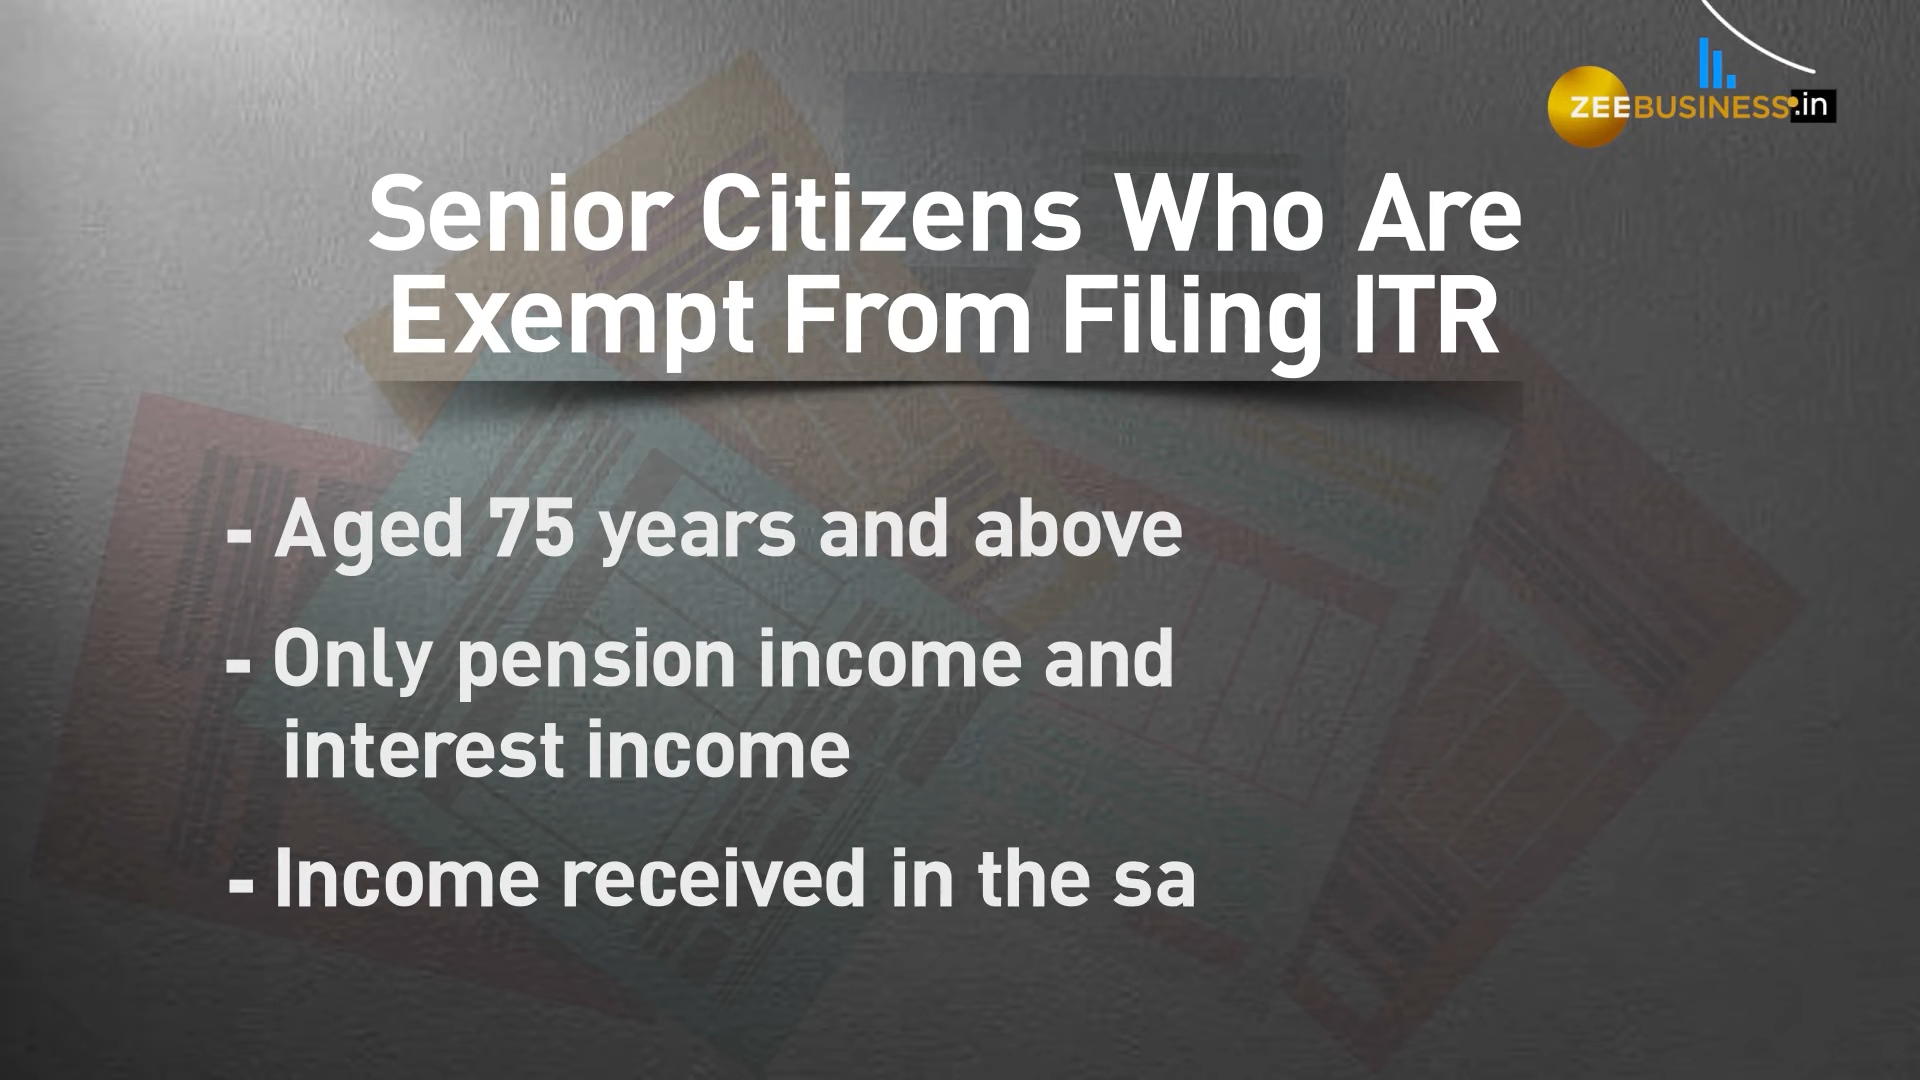 ZEEBUSINESS.in
Senior Citizens Who Are
Exempt From Filing ITR
- Aged 75 years and above
- Only pension income and
interest income
- Income received in the sa